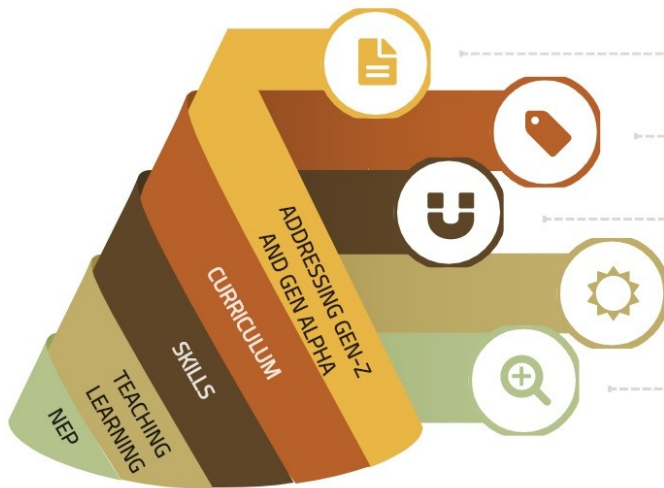 ADDRESSING GEN-Z
AND GEN ALPHA
CURRICULUM
SKILLS
TEACHING
LEARNING
NEP